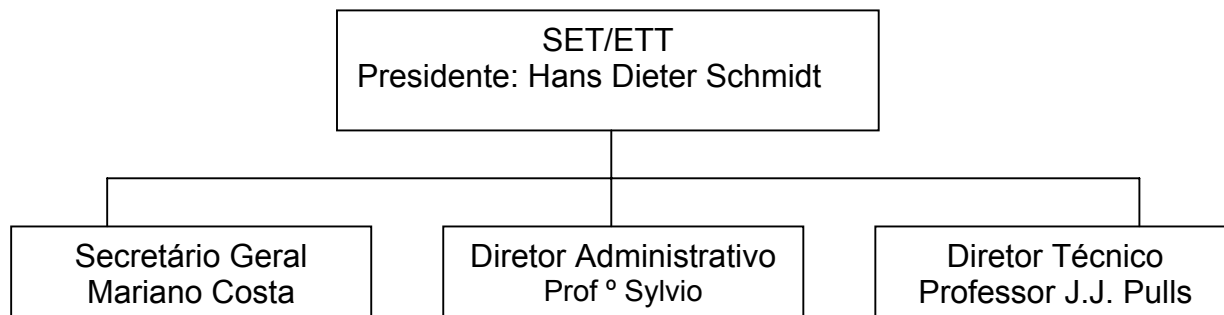 SET/ETT
Presidente: Hans Dieter Schmidt
Secretário Geral
Mariano Costa
Diretor Administrativo
Prof º Sylvio
Diretor Técnico
Professor J.J. Pulls